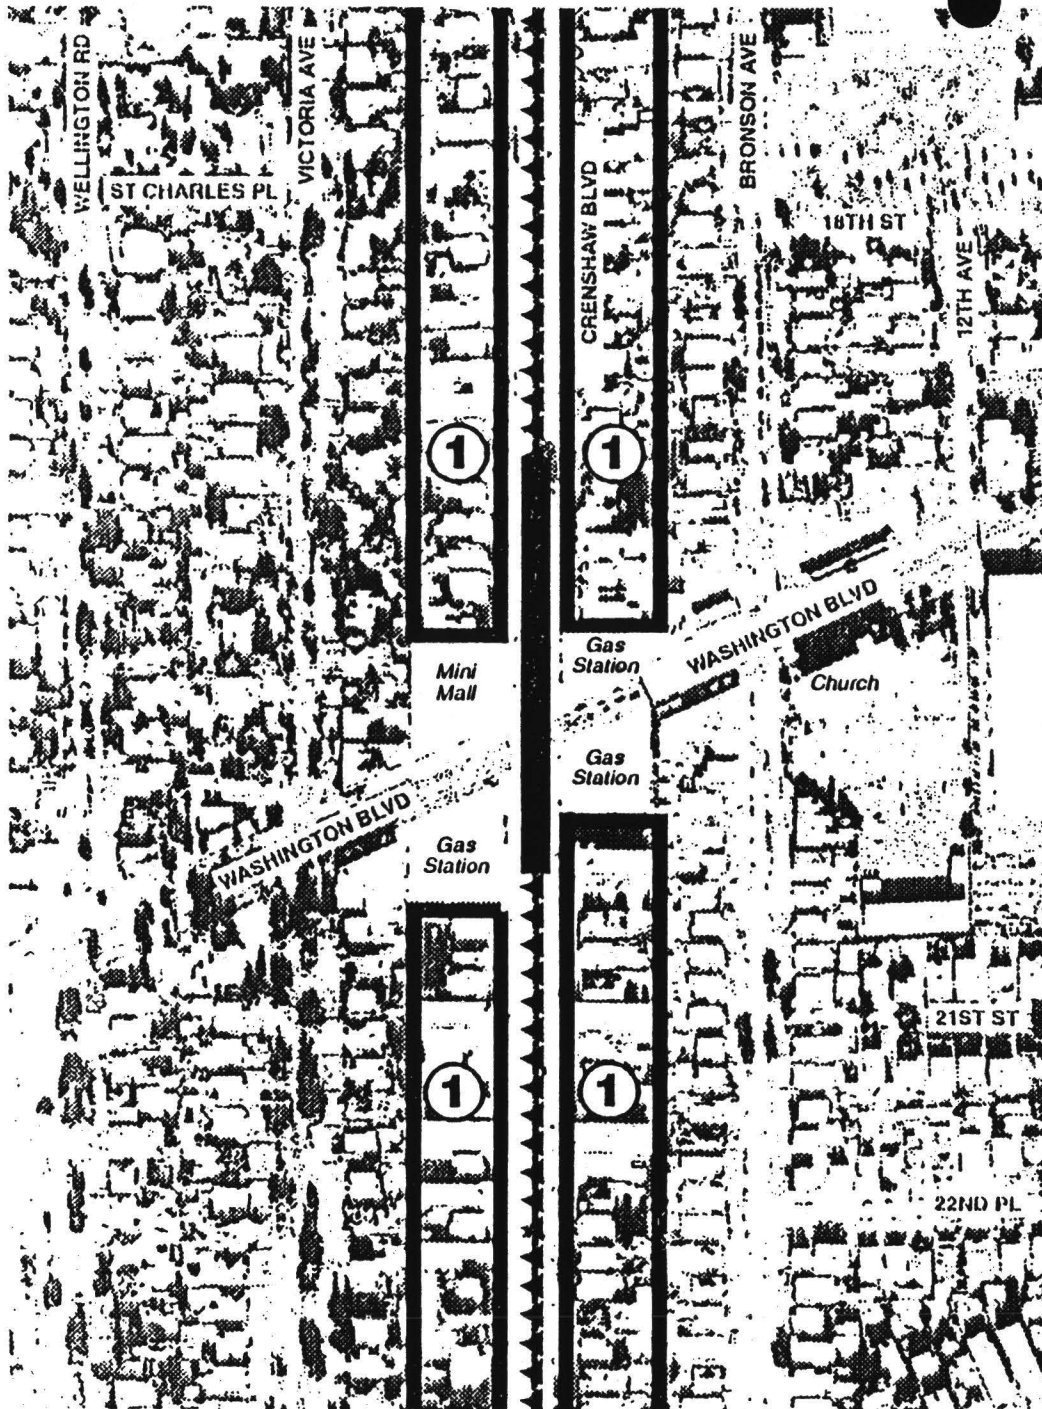 WELLINGTON RD
VICTORIA AVE
ST CHARLES PL
CRENSHAW BLVD
BRONSON AVE
18TH ST
12TH AVE
1
1
WASHINGTON BLVD
Gas
Station
Mini
Mall
Church
Gas
Station
WASHINGTON BLVD
Gas
Station
21ST ST
1
1
22ND PL